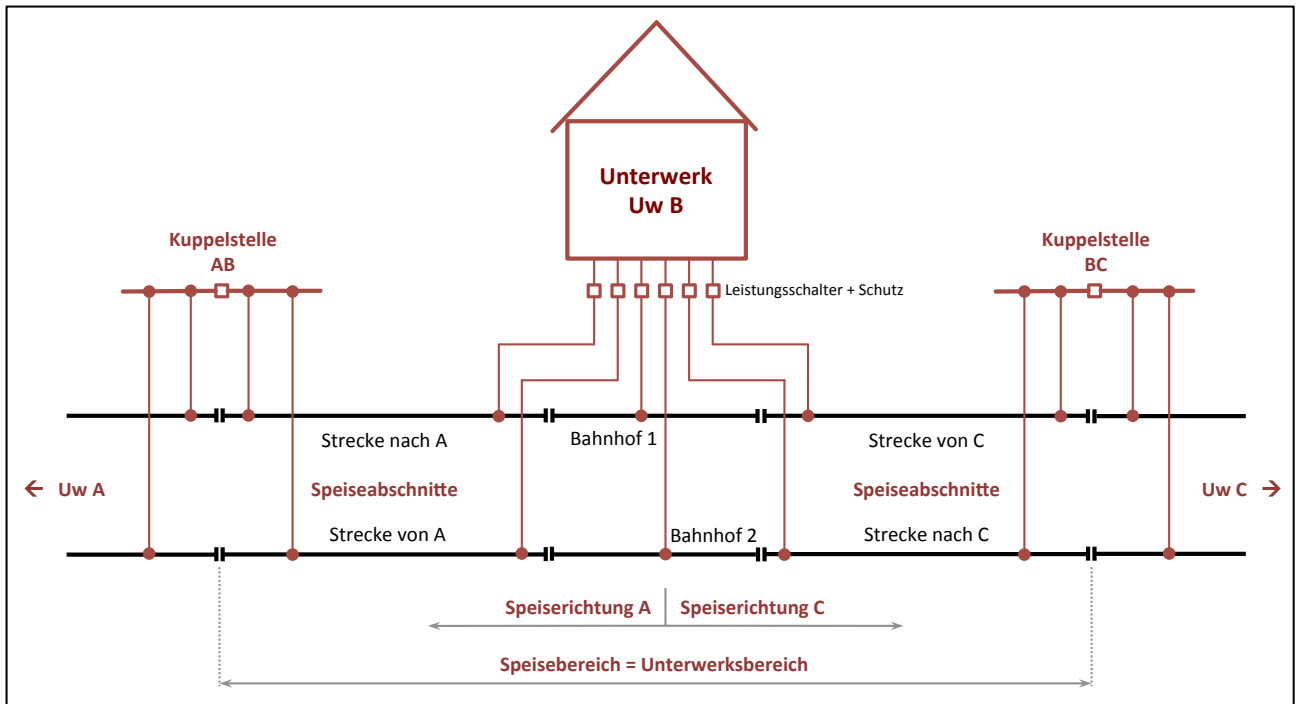 Unterwerk
Uw B
Kuppelstelle
AB
Kuppelstelle
BC
Leistungsschalter + Schutz
Strecke nach A
Bahnhof 1
Strecke von C
← Uw A
Speiseabschnitte
Speiseabschnitte
Uw C →
Strecke von A
Bahnhof 2
Strecke nach C
Speiserichtung A
Speiserichtung C
Speisebereich = Unterwerksbereich